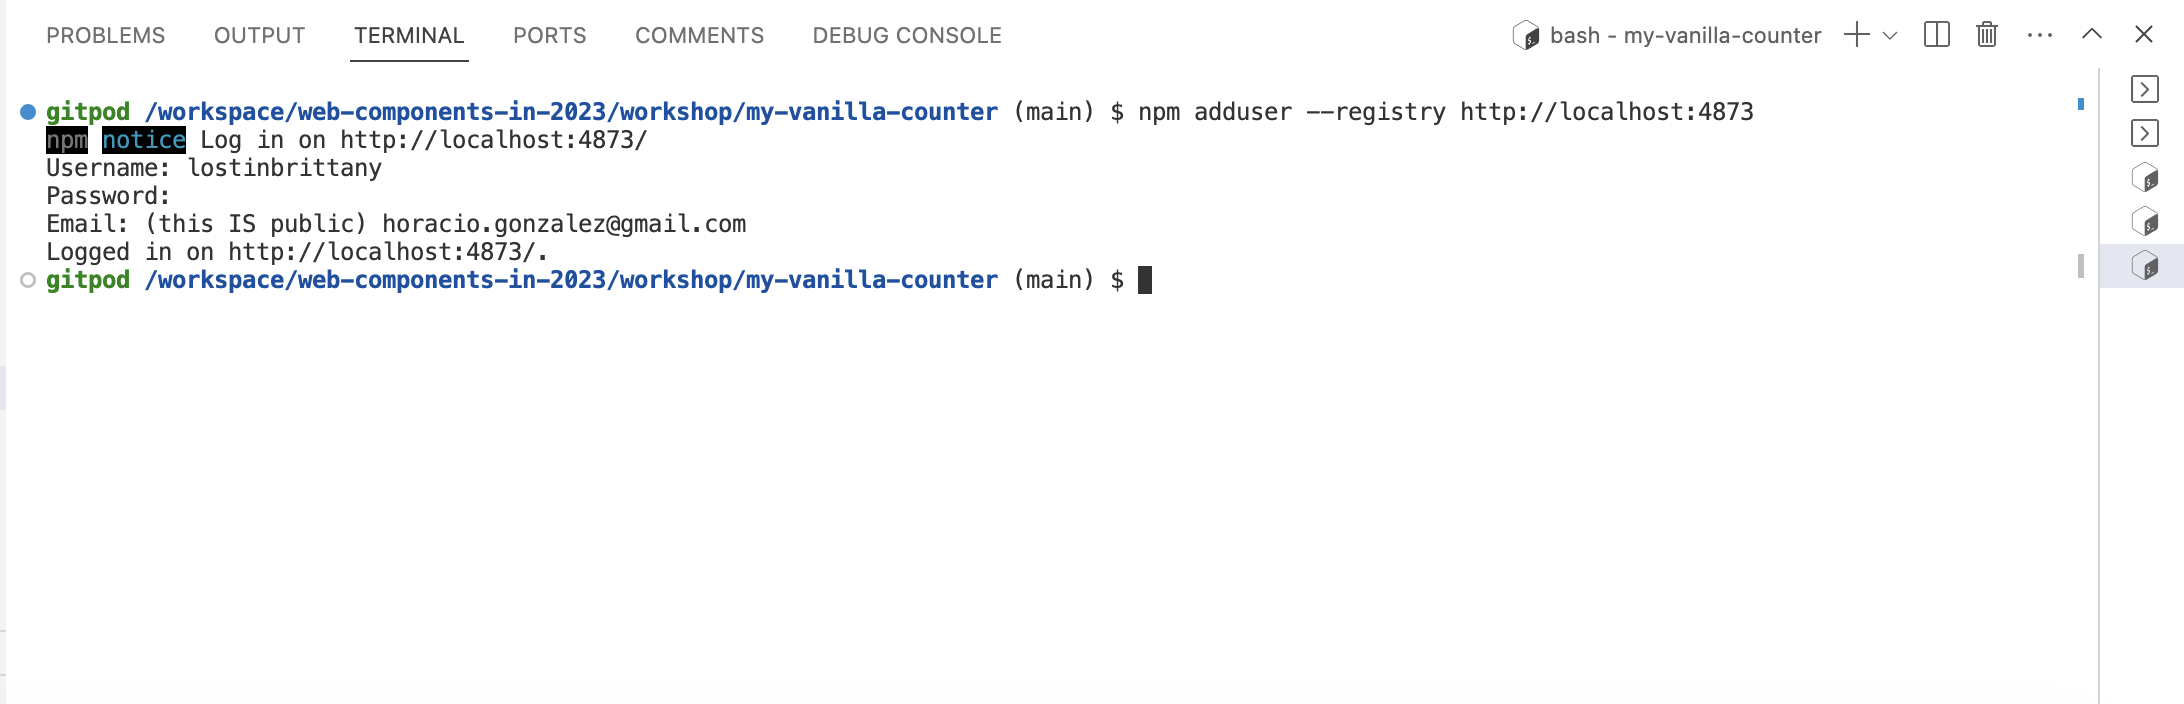 PROBLEMS OUTPUT TERMINAL PORTS COMMENTS DEBUG CONSOLE bash - my-vanilla-counter
gitpod /workspace/web-components-in-2023/workshop/my-vanilla-counter (main) $ npm adduser --registry http://localhost:4873
npm notice Log in on http://localhost:4873/
Username: lostinbrittany
Password:
Email: (this IS public) horacio.gonzalez@gmail.com
Logged in on http://localhost:4873/.
gitpod /workspace/web-components-in-2023/workshop/my-vanilla-counter (main) $